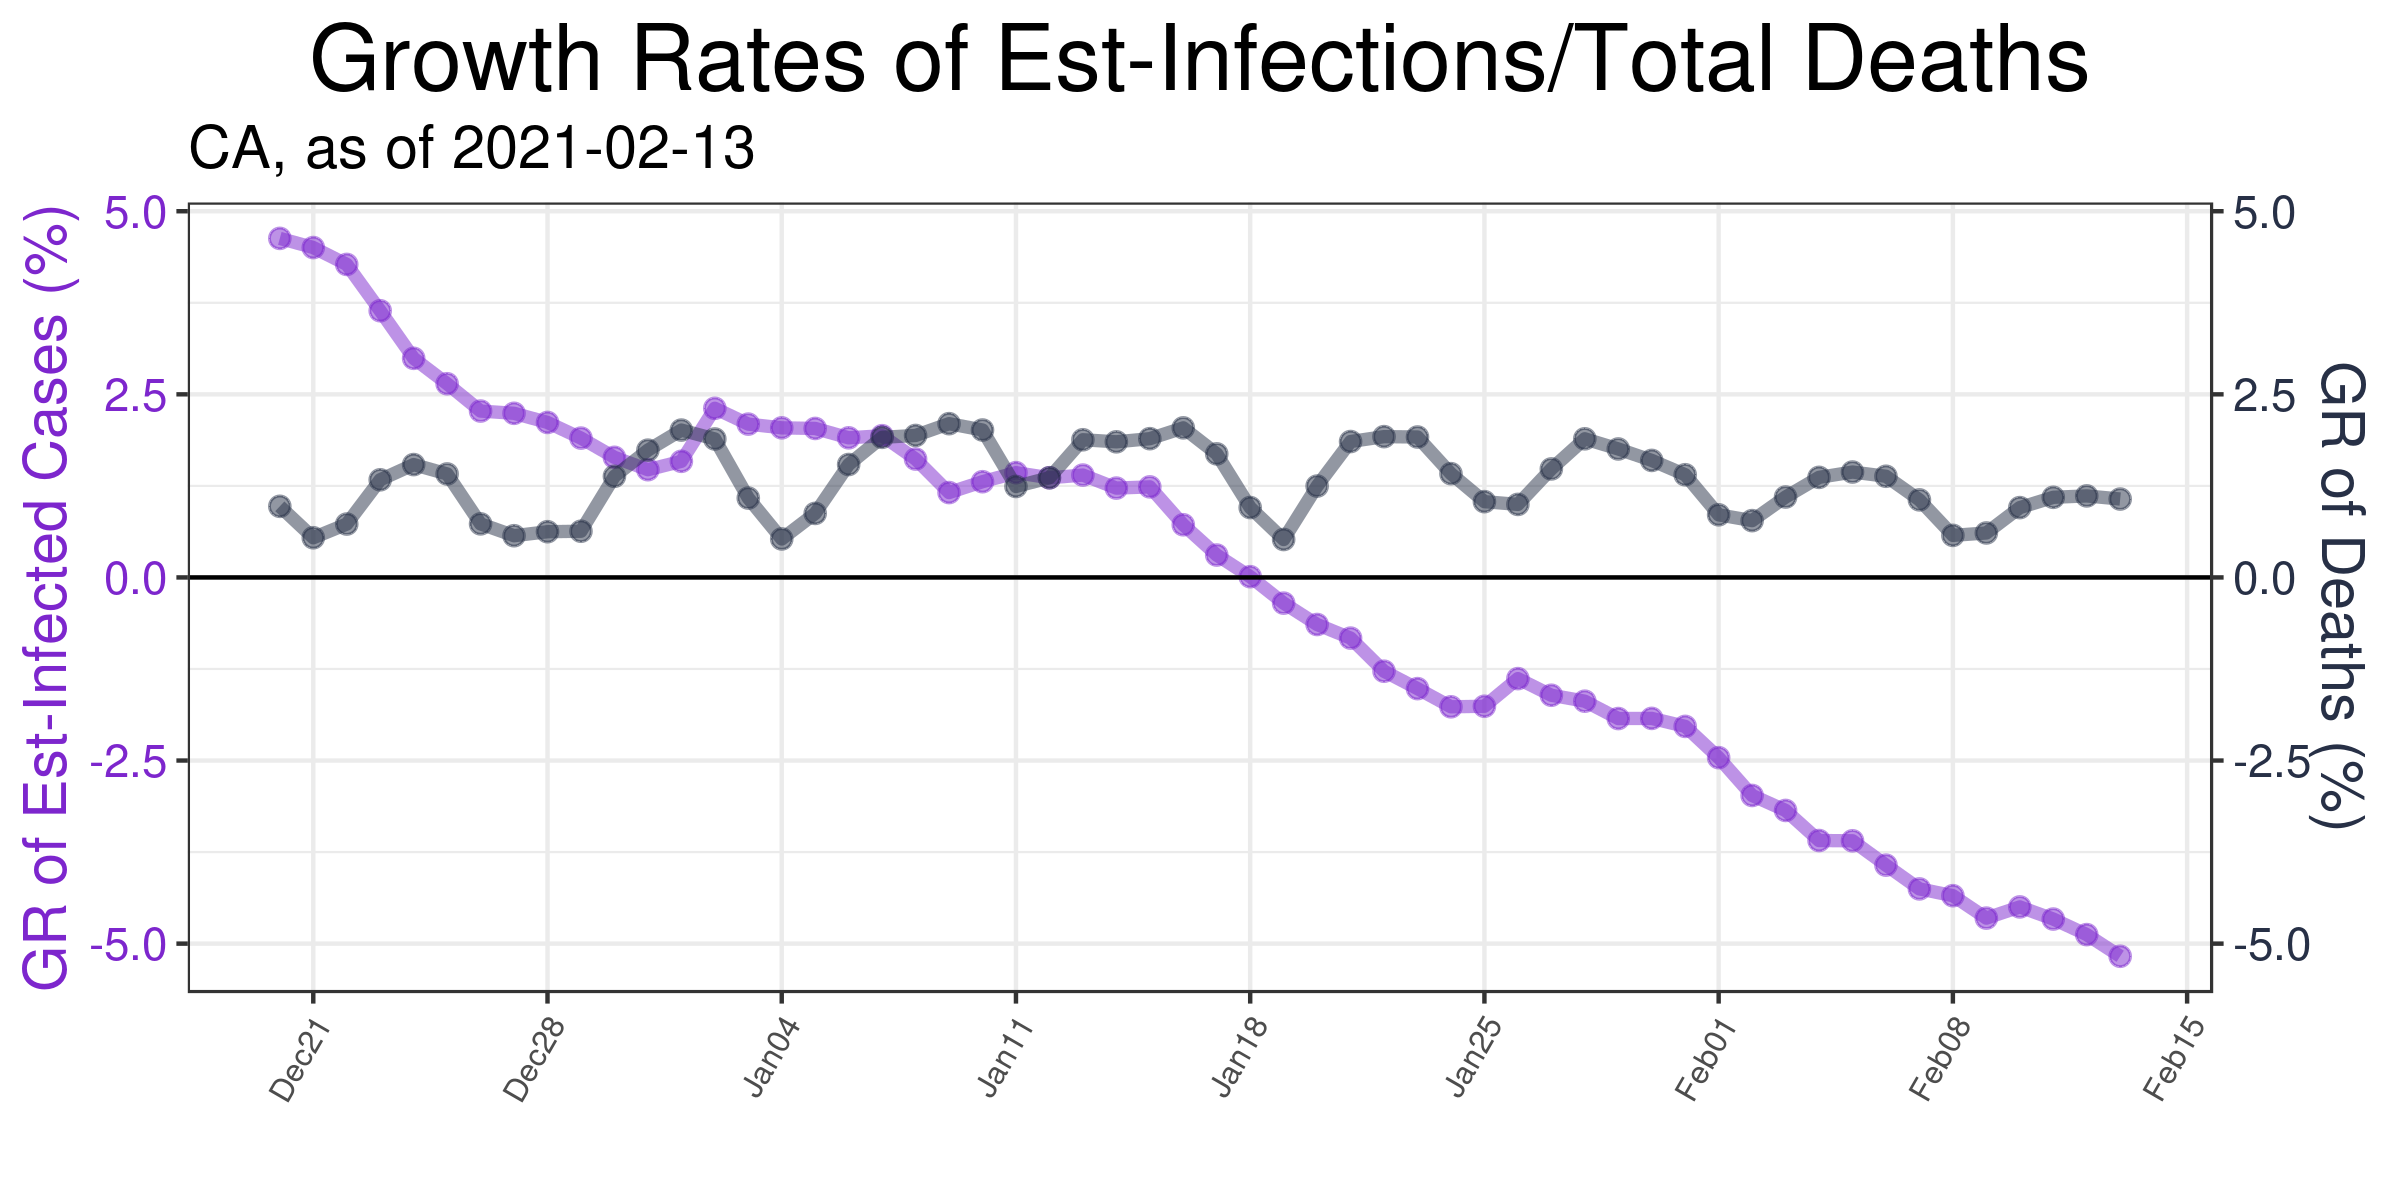 Growth Rates of Est-Infections/Total Deaths
CA, as of 2021-02-13
GR of Est-Infected Cases (%)
5.0
2.5
0.0
-2.5
-5.0
5.0
2.5
0.0
-2.5
-5.0
GR of Deaths (%)
Dec21
Dec28
Jan04
Jan11
Jan18
Jan25
Feb01
Feb08
Feb15